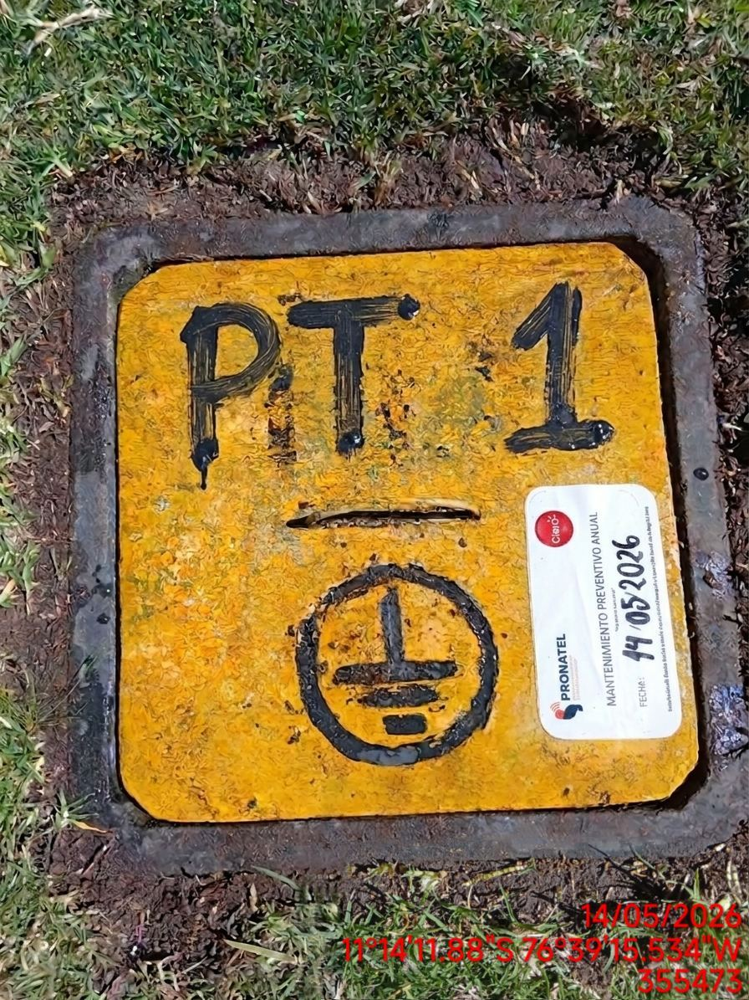 PT 1
Claro
PRONATEL
MANTENIMIENTO PREVENTIVO ANUAL
FECHA: 14/05/2026
14/05/2026
11°14'11.88"S 76°39'15.534"W
355473